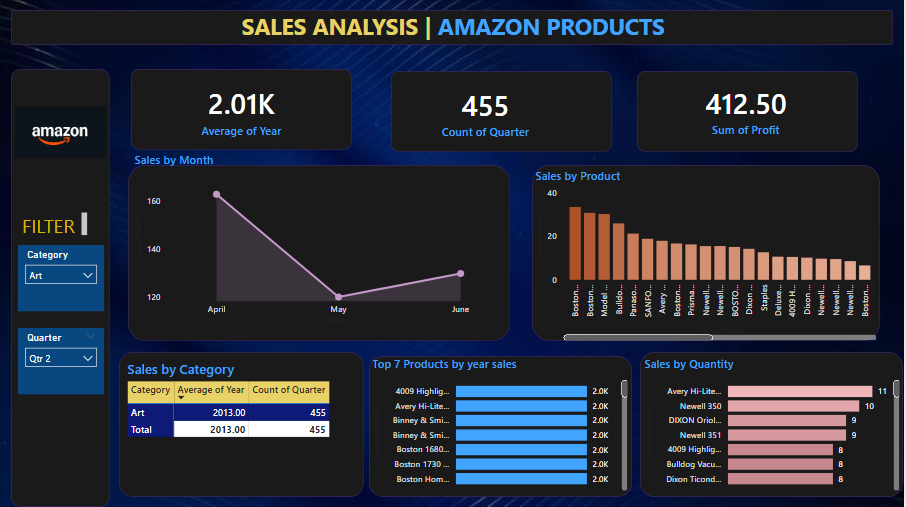 SALES ANALYSIS | AMAZON PRODUCTS
amazon
FILTER
Category
Art
Quarter
Qtr 2
2.01K
Average of Year
455
Count of Quarter
412.50
Sum of Profit
Sales by Month
160
140
120
April May June
Sales by Product
40
20
0
Boston...
Boston...
Model ...
Bulldo...
Panaso...
SANFO...
Avery ...
Boston...
Prisma...
Newell...
Newell...
BOSTO...
Dixon ...
Staples
Deluxe...
4009 H...
Dixon ...
Newell...
Newell...
Newell...
Boston...
Sales by Category
Category Average of Year Count of Quarter
Art 2013.00 455
Total 2013.00 455
Top 7 Products by year sales
4009 Highlig... 2.0K
Avery Hi-Lite... 2.0K
Binney & Smi... 2.0K
Binney & Smi... 2.0K
Boston 1680... 2.0K
Boston 1730 ... 2.0K
Boston Hom... 2.0K
Sales by Quantity
Avery Hi-Lite... 11
Newell 350 10
DIXON Oriol... 9
Newell 351 9
4009 Highlig... 8
Bulldog Vacu... 8
Dixon Ticond... 8